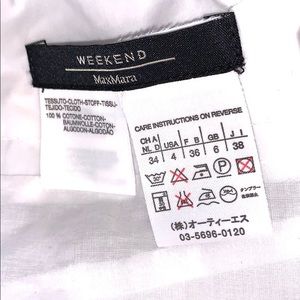 WEEKEND
MaxMara
TESSUTO-CLOTH-STOFF-TISSU-
TEJIDO-TECIDO
100 % COTONE-COTTON-
BAUMWOLLE-COTON-
ALGODON-ALGODÃO
CARE INSTRUCTIONS ON REVERSE
CH A USA F B GB J I
NL D
34 4 36 6 38
30°
(株)オーティーエス
03-5696-0120